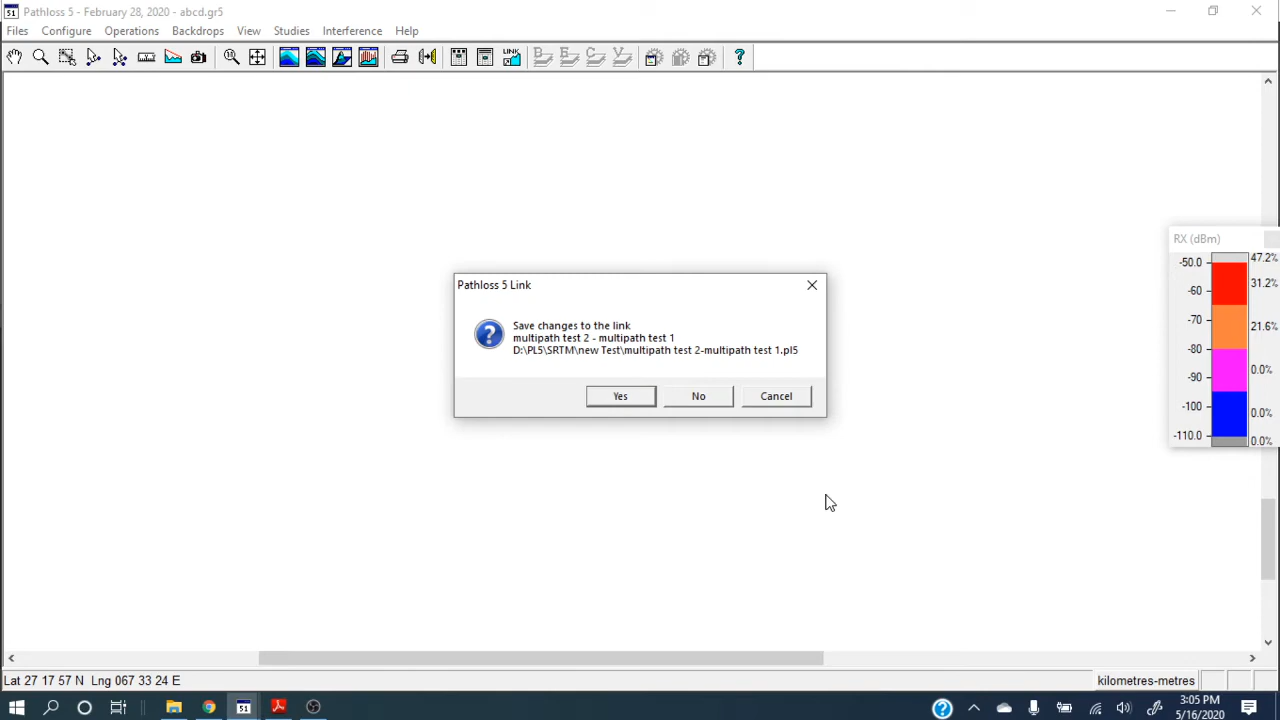 51 Pathloss 5 - February 28, 2020 - abcd.gr5
Files Configure Operations Backdrops View Studies Interference Help
LINK B E C V ?
RX (dBm)
-50.0 47.2%
31.2%
-60
-70 21.6%
-80
0.0%
-90
-100 0.0%
-110.0 0.0%
Pathloss 5 Link
Save changes to the link
multipath test 2 - multipath test 1
D:\PL5\SRTM\new Test\multipath test 2-multipath test 1.pl5
Yes No Cancel
Lat 27 17 57 N Lng 067 33 24 E kilometres-metres
51 3:05 PM
5/16/2020